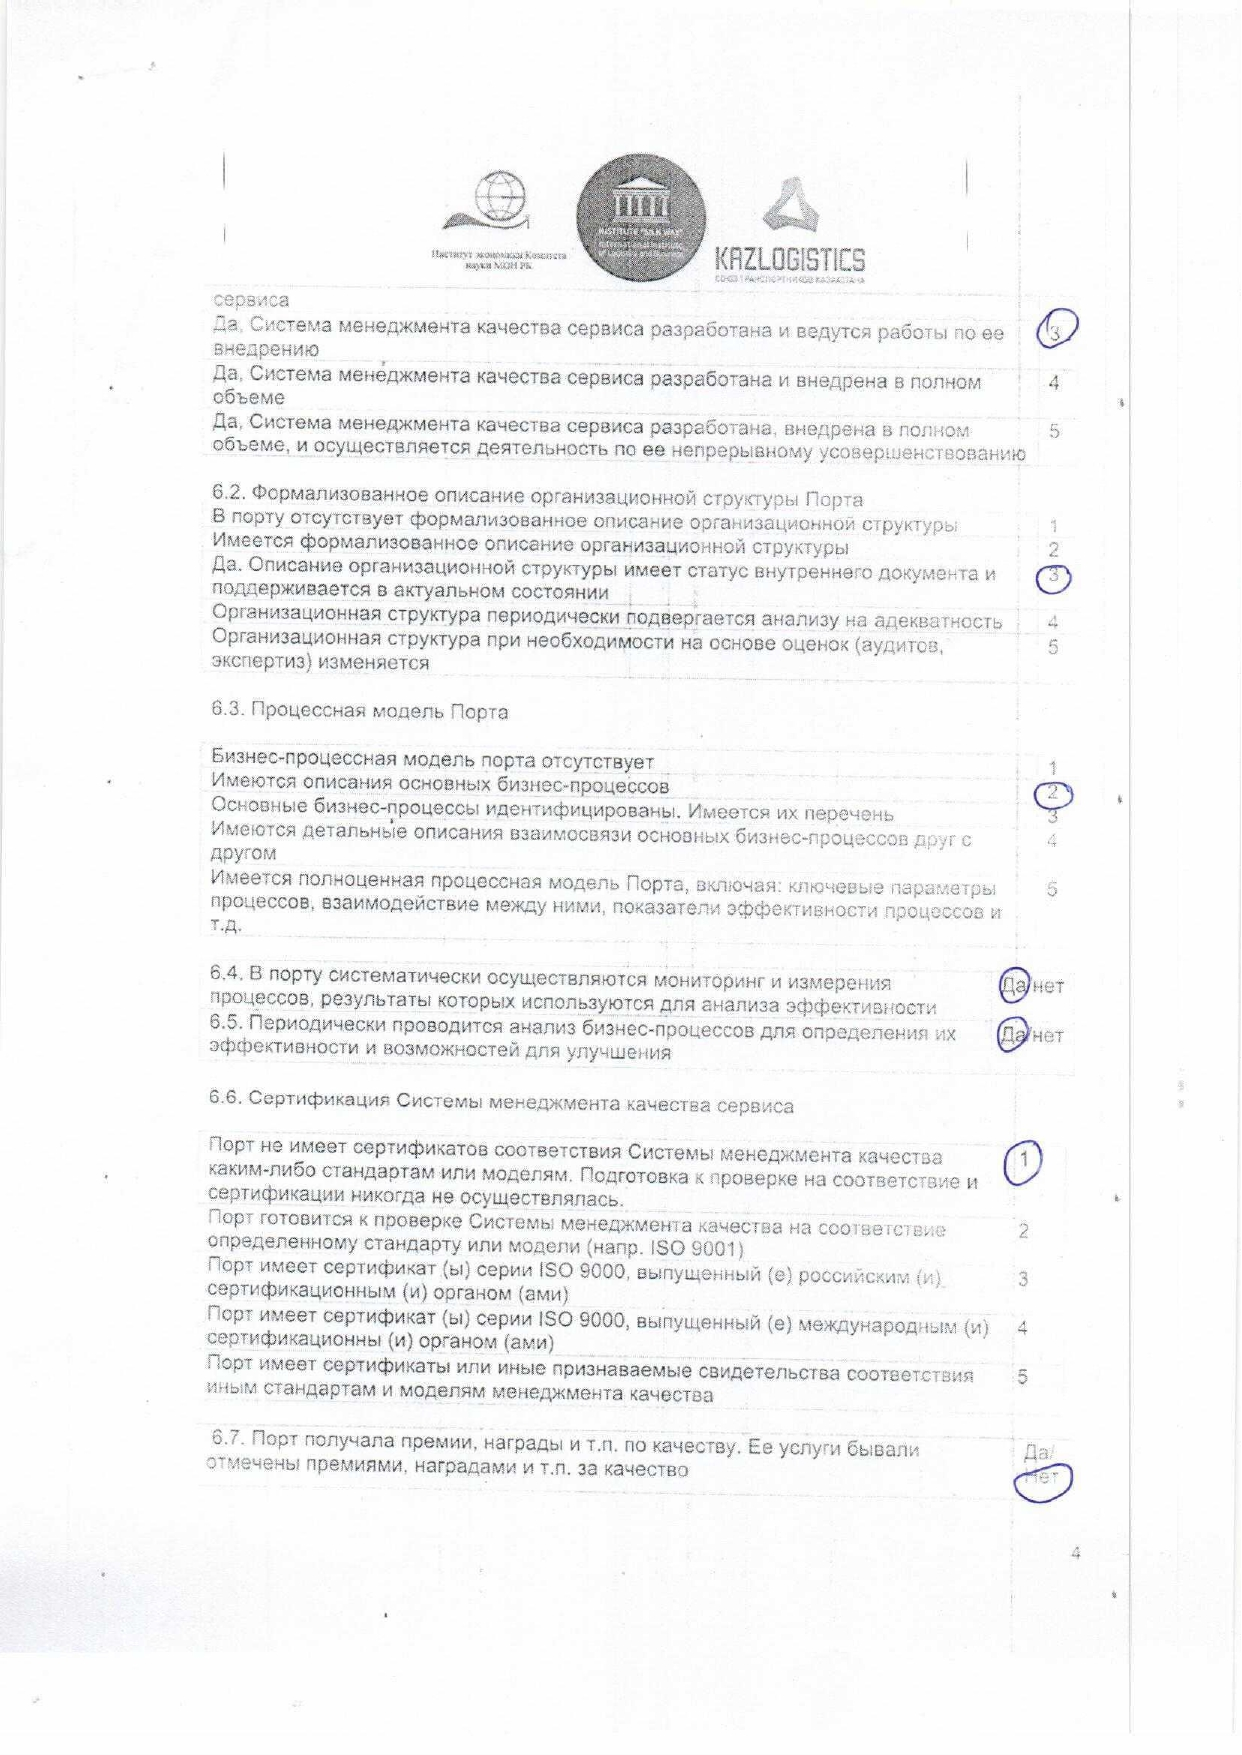 Институт экономики Комитета
науки МОН РК
INSTITUTE "SILK WAY"
INTERNATIONAL INSTITUTE
KAZLOGISTICS
СОЮЗ ТРАНСПОРТНИКОВ КАЗАХСТАНА
сервиса
Да, Система менеджмента качества сервиса разработана и ведутся работы по ее 3
внедрению
Да, Система менеджмента качества сервиса разработана и внедрена в полном 4
объеме
Да, Система менеджмента качества сервиса разработана, внедрена в полном 5
объеме, и осуществляется деятельность по ее непрерывному усовершенствованию
6.2. Формализованное описание организационной структуры Порта
В порту отсутствует формализованное описание организационной структуры 1
Имеется формализованное описание организационной структуры 2
Да. Описание организационной структуры имеет статус внутреннего документа и 3
поддерживается в актуальном состоянии
Организационная структура периодически подвергается анализу на адекватность 4
Организационная структура при необходимости на основе оценок (аудитов, 5
экспертиз) изменяется
6.3. Процессная модель Порта
Бизнес-процессная модель порта отсутствует 1
Имеются описания основных бизнес-процессов 2
Основные бизнес-процессы идентифицированы. Имеется их перечень 3
Имеются детальные описания взаимосвязи основных бизнес-процессов друг с 4
другом
Имеется полноценная процессная модель Порта, включая: ключевые параметры 5
процессов, взаимодействие между ними, показатели эффективности процессов и
т.д.
6.4. В порту систематически осуществляются мониторинг и измерения Да/нет
процессов, результаты которых используются для анализа эффективности
6.5. Периодически проводится анализ бизнес-процессов для определения их Да/нет
эффективности и возможностей для улучшения
6.6. Сертификация Системы менеджмента качества сервиса
Порт не имеет сертификатов соответствия Системы менеджмента качества 1
каким-либо стандартам или моделям. Подготовка к проверке на соответствие и
сертификации никогда не осуществлялась.
Порт готовится к проверке Системы менеджмента качества на соответствие 2
определенному стандарту или модели (напр. ISO 9001)
Порт имеет сертификат (ы) серии ISO 9000, выпущенный (е) российским (и) 3
сертификационным (и) органом (ами)
Порт имеет сертификат (ы) серии ISO 9000, выпущенный (е) международным (и) 4
сертификационны (и) органом (ами)
Порт имеет сертификаты или иные признаваемые свидетельства соответствия 5
иным стандартам и моделям менеджмента качества
6.7. Порт получала премии, награды и т.п. по качеству. Ее услуги бывали Да/
отмечены премиями, наградами и т.п. за качество Нет
4